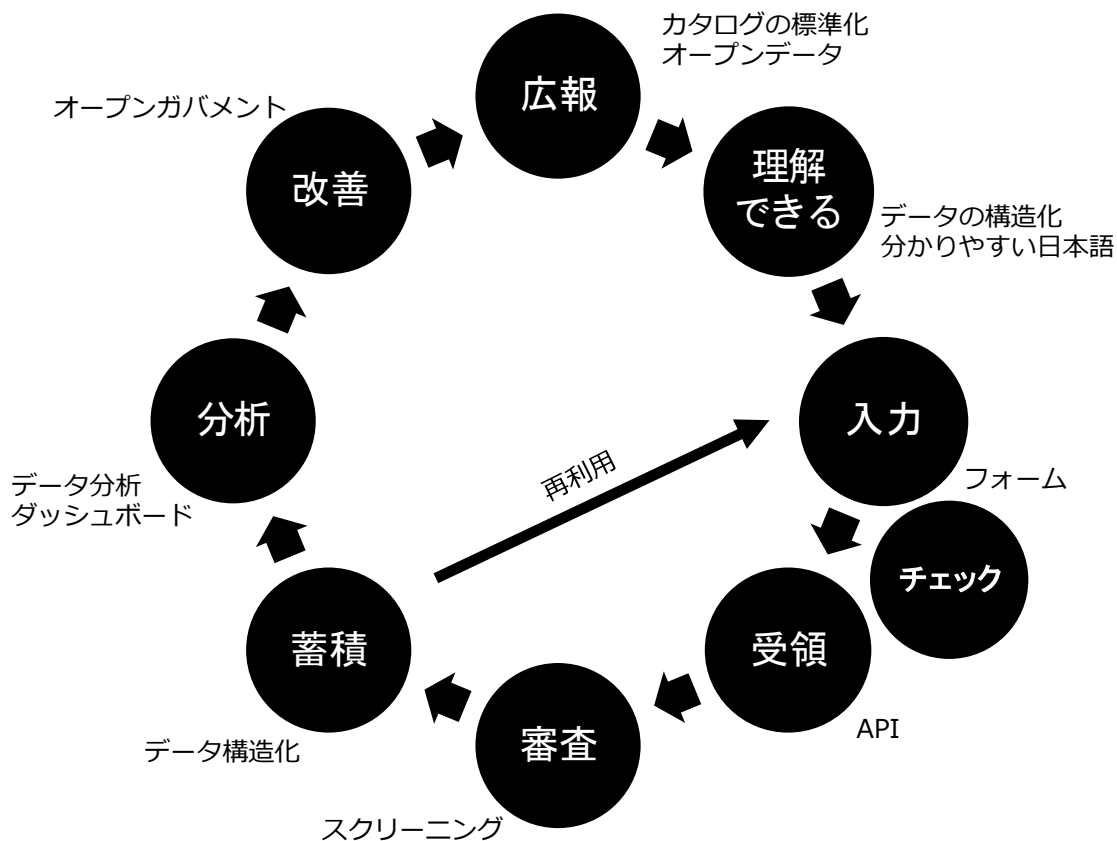 広報
カタログの標準化
オープンデータ
理解
できる
データの構造化
分かりやすい日本語
入力
フォーム
チェック
受領
API
審査
スクリーニング
蓄積
データ構造化
再利用
分析
データ分析
ダッシュボード
改善
オープンガバメント